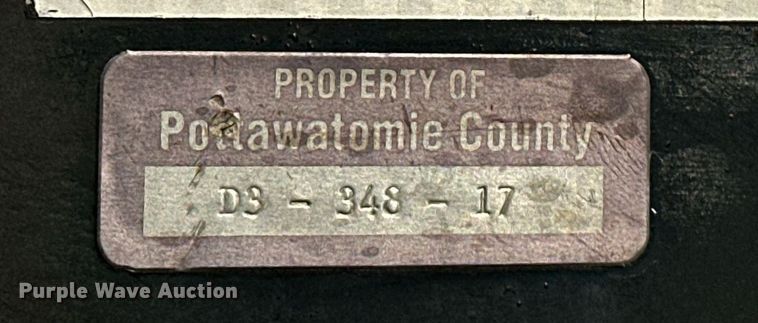 PROPERTY OF
Pottawatomie County
D3 - 348 - 17
Purple Wave Auction